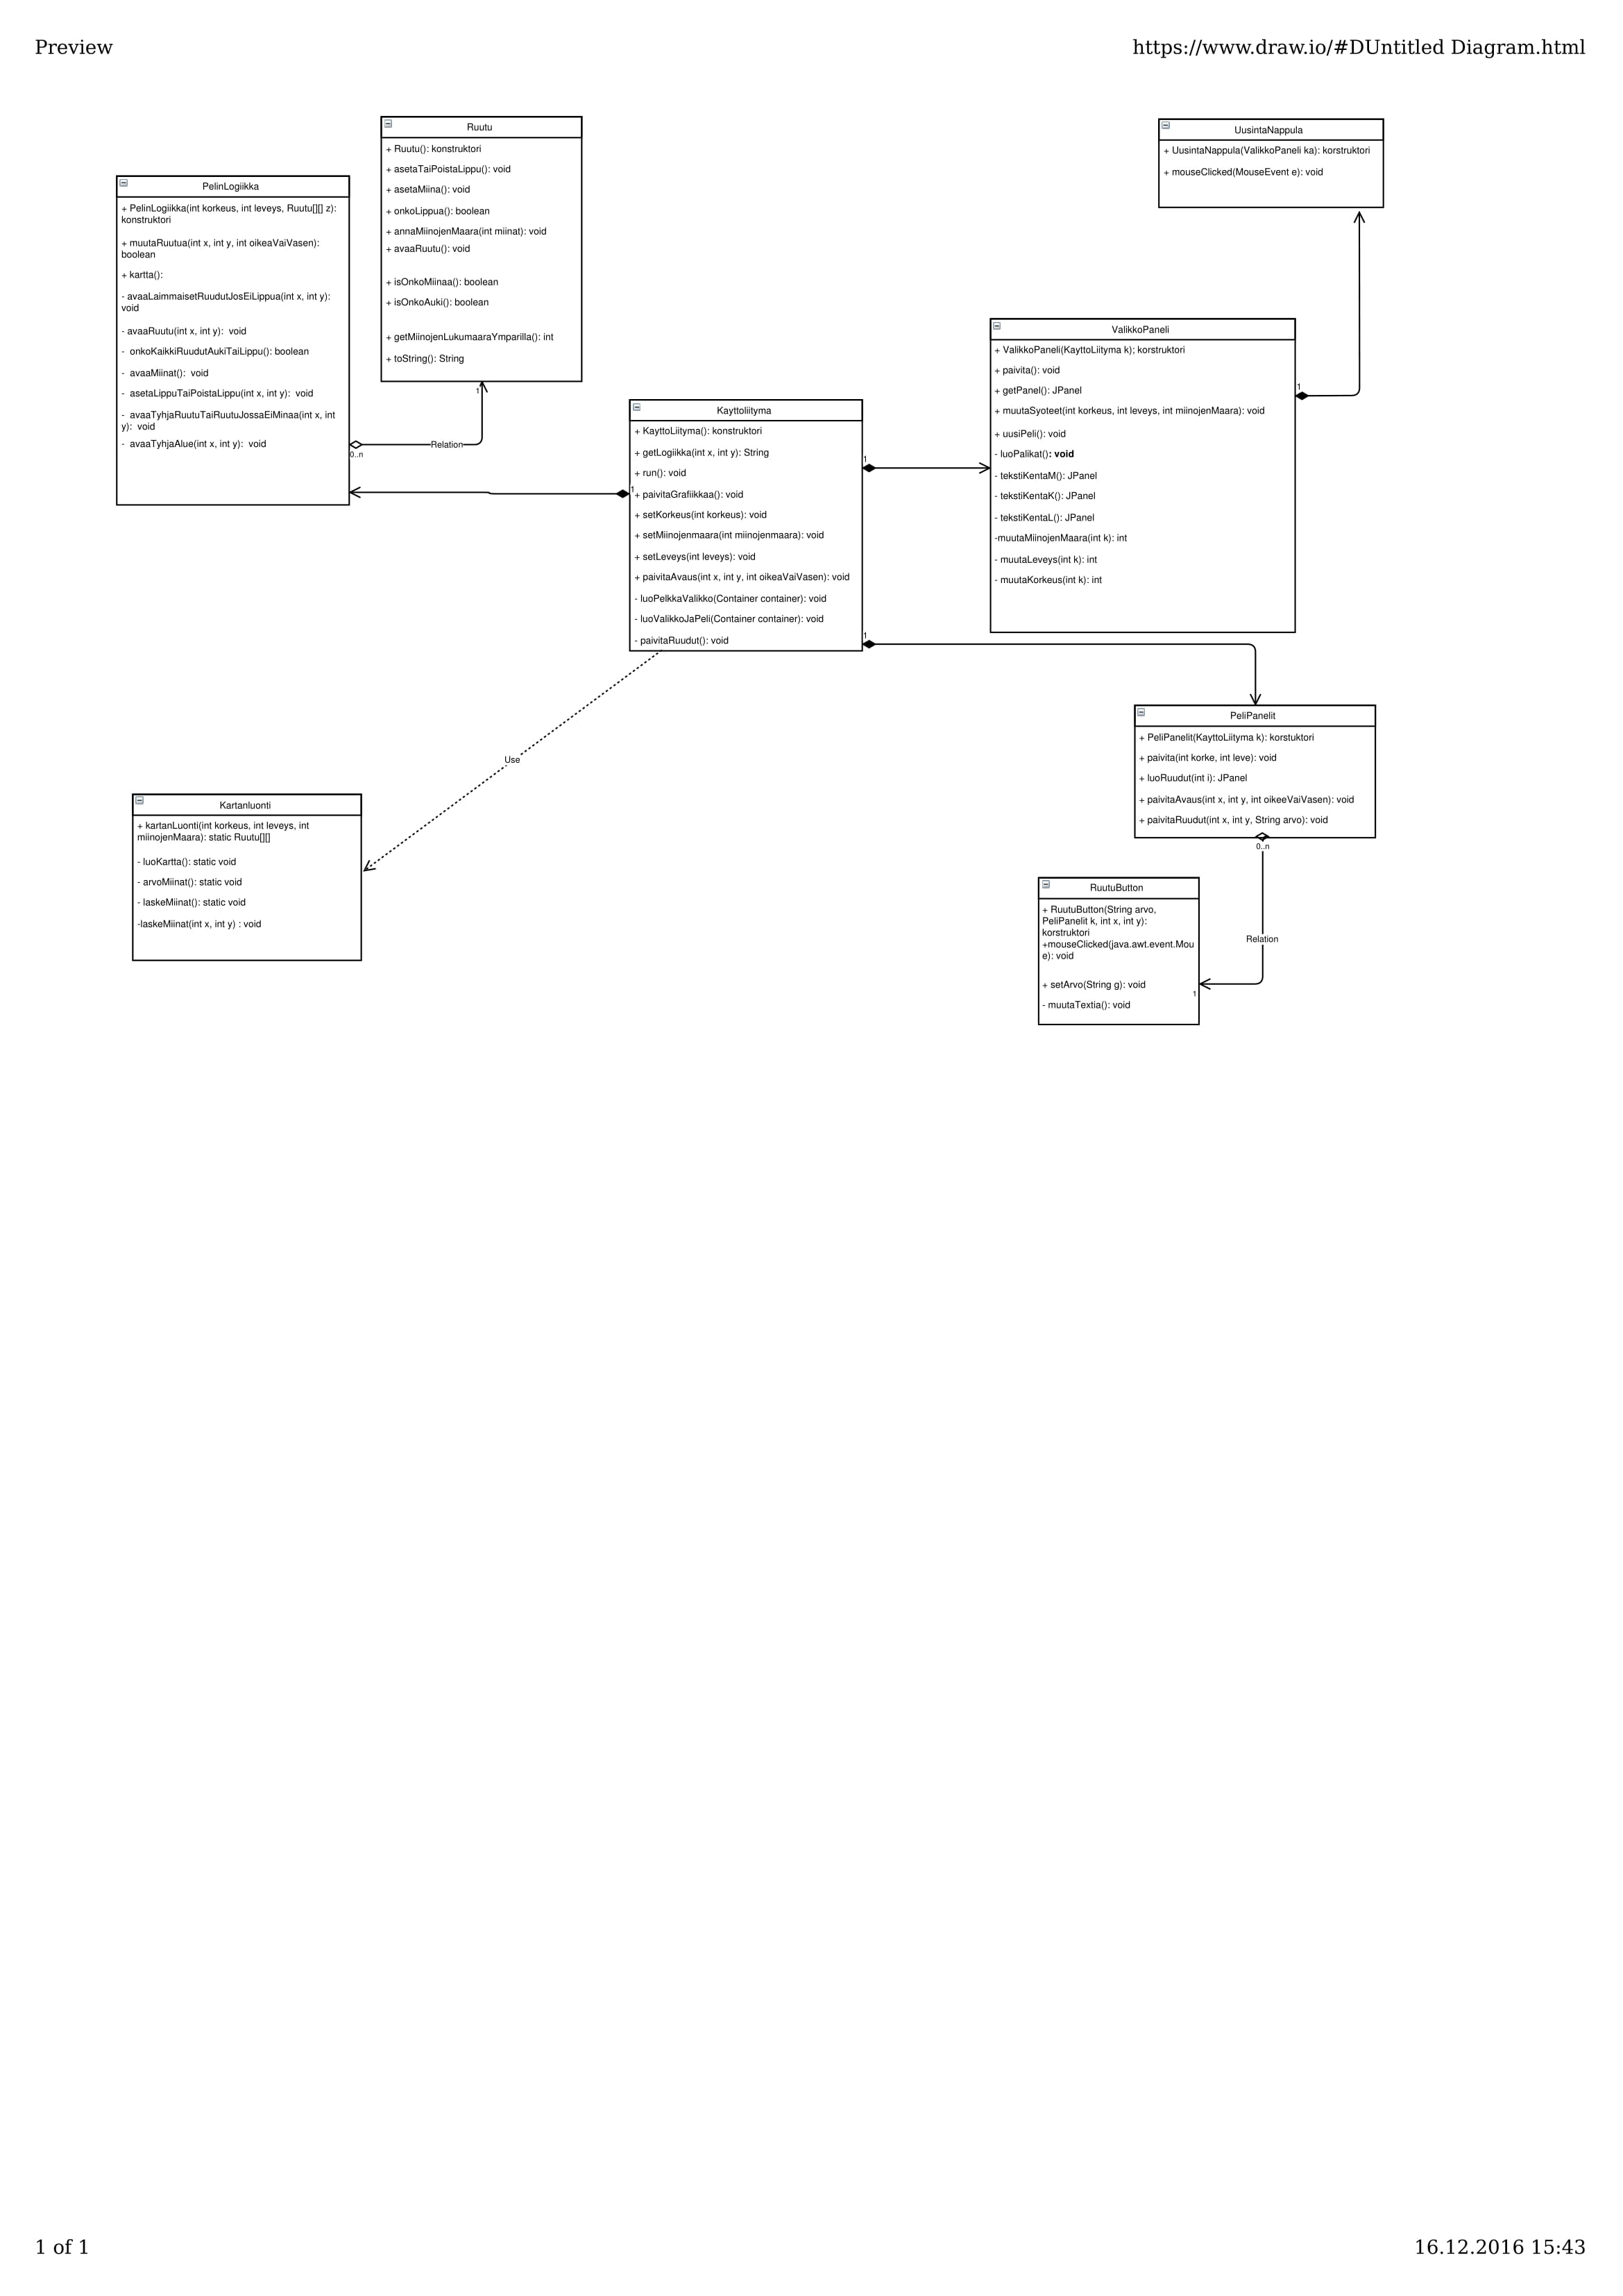 Preview
https://www.draw.io/#DUntitled Diagram.html
Ruutu
+ Ruutu(): konstruktori
+ asetaTaiPoistaLippu(): void
+ asetaMiina(): void
+ onkoLippua(): boolean
+ annaMiinojenMaara(int miinat): void
+ avaaRuutu(): void
+ isOnkoMiinaa(): boolean
+ isOnkoAuki(): boolean
+ getMiinojenLukumaaraYmparilla(): int
+ toString(): String
1
UusintaNappula
+ UusintaNappula(ValikkoPaneli ka): korstruktori
+ mouseClicked(MouseEvent e): void
PelinLogiikka
+ PelinLogiikka(int korkeus, int leveys, Ruutu[][] z):
konstruktori
+ muutaRuutua(int x, int y, int oikeaVaiVasen):
boolean
+ kartta():
- avaaLaimmaisetRuudutJosEiLippua(int x, int y):
void
- avaaRuutu(int x, int y):  void
-  onkoKaikkiRuudutAukiTaiLippu(): boolean
-  avaaMiinat():  void
-  asetaLippuTaiPoistaLippu(int x, int y):  void
-  avaaTyhjaRuutuTaiRuutuJossaEiMinaa(int x, int
y):  void
-  avaaTyhjaAlue(int x, int y):  void
0..n
Relation
ValikkoPaneli
+ ValikkoPaneli(KayttoLiityma k); korstruktori
+ paivita(): void
+ getPanel(): JPanel
+ muutaSyoteet(int korkeus, int leveys, int miinojenMaara): void
+ uusiPeli(): void
- luoPalikat(): void
- tekstiKentaM(): JPanel
- tekstiKentaK(): JPanel
- tekstiKentaL(): JPanel
-muutaMiinojenMaara(int k): int
- muutaLeveys(int k): int
- muutaKorkeus(int k): int
1
Kayttoliityma
+ KayttoLiityma(): konstruktori
+ getLogiikka(int x, int y): String
+ run(): void
+ paivitaGrafiikkaa(): void
+ setKorkeus(int korkeus): void
+ setMiinojenmaara(int miinojenmaara): void
+ setLeveys(int leveys): void
+ paivitaAvaus(int x, int y, int oikeaVaiVasen): void
- luoPelkkaValikko(Container container): void
- luoValikkoJaPeli(Container container): void
- paivitaRuudut(): void
1
1
1
Use
PeliPanelit
+ PeliPanelit(KayttoLiityma k): korstuktori
+ paivita(int korke, int leve): void
+ luoRuudut(int i): JPanel
+ paivitaAvaus(int x, int y, int oikeeVaiVasen): void
+ paivitaRuudut(int x, int y, String arvo): void
0..n
Relation
Kartanluonti
+ kartanLuonti(int korkeus, int leveys, int
miinojenMaara): static Ruutu[][]
- luoKartta(): static void
- arvoMiinat(): static void
- laskeMiinat(): static void
-laskeMiinat(int x, int y) : void
RuutuButton
+ RuutuButton(String arvo,
PeliPanelit k, int x, int y):
korstruktori
+mouseClicked(java.awt.event.Mou
e): void
+ setArvo(String g): void
- muutaTextia(): void
1
1 of 1
16.12.2016 15:43